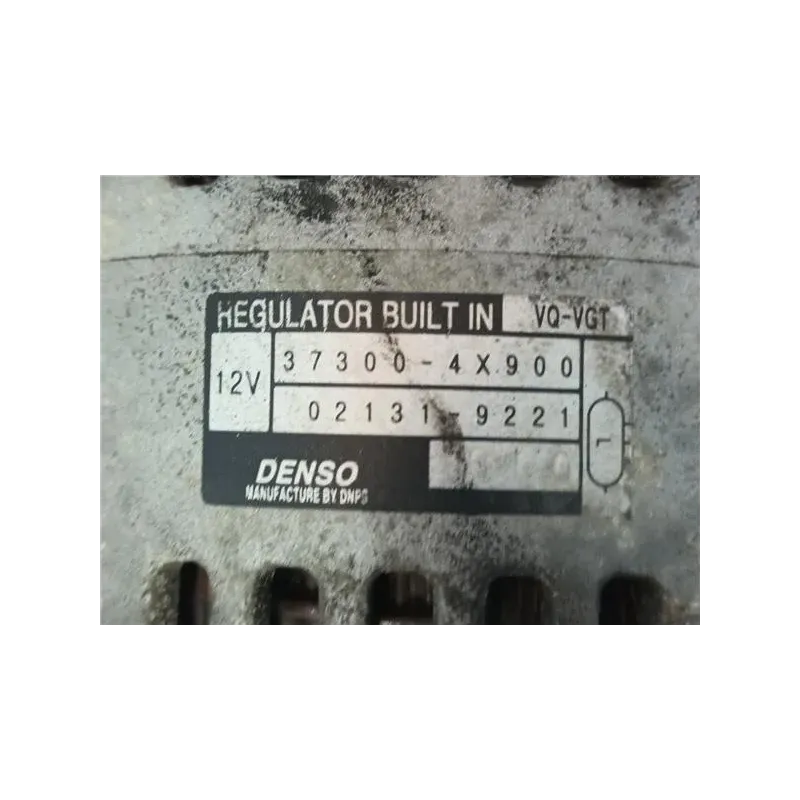 REGULATOR BUILT IN VQ-VGT
12V 37300-4X900
02131-9221
L
DENSO
MANUFACTURE BY DNPS